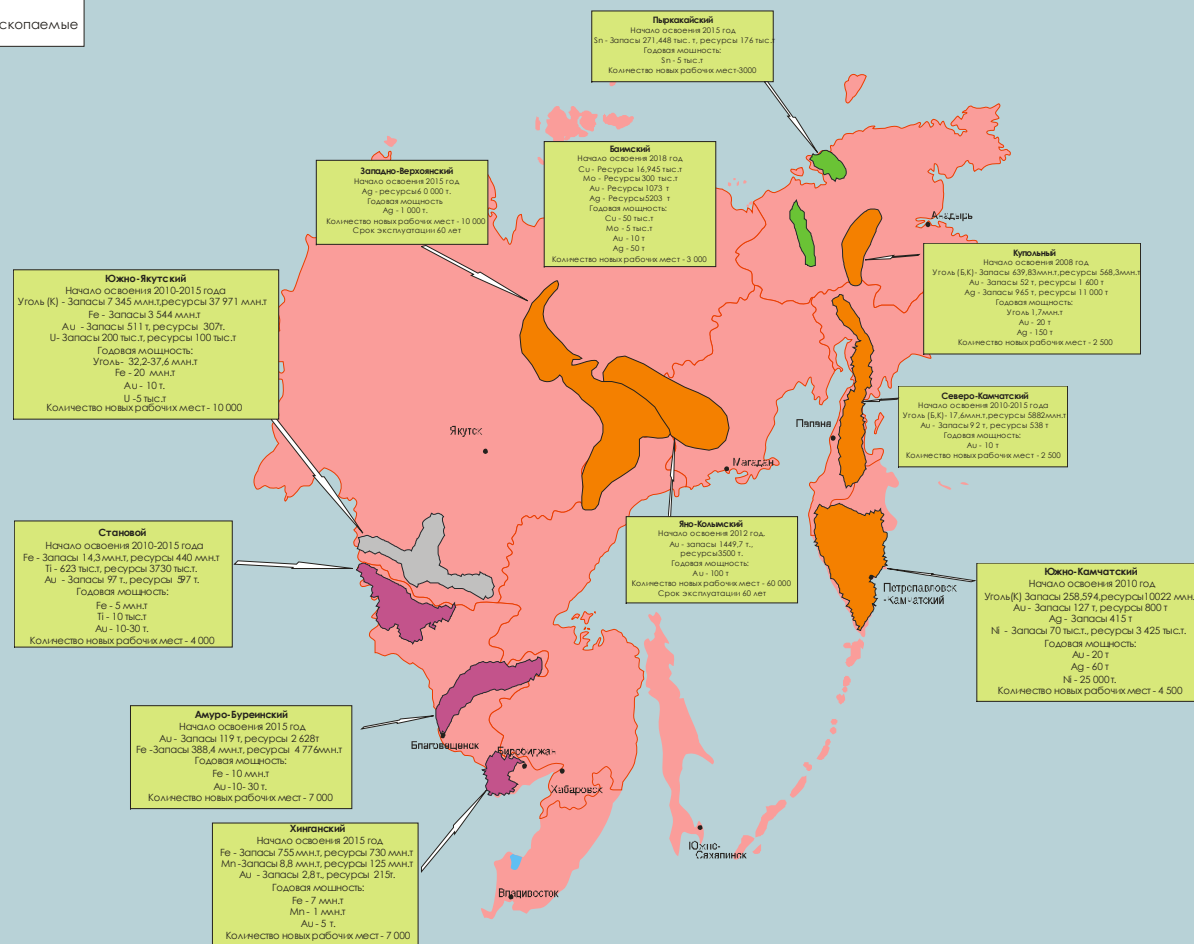 скопаемые
Пыркакайский
Начало освоения 2015 год
Sn - Запасы 271,448 тыс. т, ресурсы 176 тыс.т
Годовая мощность:
Sn - 5 тыс.т
Количество новых рабочих мест-3000
Баимский
Начало освоения 2018 год
Cu - Ресурсы 16,945 тыс.т
Mo - Ресурсы 300 тыс.т
Au - Ресурсы 1073 т
Ag - Ресурсы5203 т
Годовая мощность:
Cu - 50 тыс.т
Mo - 5 тыс.т
Au - 10 т
Ag - 50 т
Количество новых рабочих мест - 3 000
Западно-Верхоянский
Начало освоения 2015 год
Ag - ресурсы6 0 000 т.
Годовая мощность
Ag - 1 000 т.
Количество новых рабочих мест - 10 000
Срок эксплуатации 60 лет
Анадырь
Купольный
Начало освоения 2008 год
Уголь (Б,К)- Запасы 639,83млн.т,ресурсы 568,3млн.т
Au - Запасы 52 т, ресурсы 1 600 т
Ag - Запасы 965 т, ресурсы 11 000 т
Годовая мощность:
Уголь 1,7млн.т
Au - 20 т
Ag - 150 т
Количество новых рабочих мест - 2 500
Южно-Якутский
Начало освоения 2010-2015 года
Уголь (К) - Запасы 7 345 млн.т,ресурсы 37 971 млн.т
Fe - Запасы 3 544 млн.т
Au - Запасы 511 т, ресурсы 307т.
U- Запасы 200 тыс.т, ресурсы 100 тыс.т
Годовая мощность:
Уголь- 32,2-37,6 млн.т
Fe - 20 млн.т
Au - 10 т.
U -5 тыс.т
Количество новых рабочих мест - 10 000
Северо-Камчатский
Начало освоения 2010-2015 года
Уголь (Б,К)- 17,6млн.т,ресурсы 5882млн.т
Au - Запасы9 2 т, ресурсы 538 т
Годовая мощность:
Au - 10 т
Количество новых рабочих мест - 2 500
Якутск
Палана
Магадан
Становой
Начало освоения 2010-2015 года
Fe - Запасы 14,3млн.т, ресурсы 440 млн.т
Ti - 623 тыс.т, ресурсы 3730 тыс.т.
Au - Запасы 97 т., ресурсы 597 т.
Годовая мощность:
Fe - 5 млн.т
Ti - 10 тыс.т
Au - 10-30 т.
Количество новых рабочих мест - 4 000
Яно-Колымский
Начало освоения 2012 год.
Au - запасы 1449,7 т.,
ресурсы3500 т.
Годовая мощность:
Au - 100 т
Количество новых рабочих мест - 60 000
Срок эксплуатации 60 лет
Петропавловск
-Камчатский
Южно-Камчатский
Начало освоения 2010 год
Уголь(К) Запасы 258,594,ресурсы10022 млн.
Au - Запасы 127 т, ресурсы 800 т
Ag - Запасы 415 т
Ni - Запасы 70 тыс.т., ресурсы 3 425 тыс.т.
Годовая мощность:
Au - 20 т
Ag - 60 т
Ni - 25 000т.
Количество новых рабочих мест - 4 500
Амуро-Буреинский
Начало освоения 2015 год
Au - Запасы 119 т, ресурсы 2 628т
Fe -Запасы 388,4 млн.т, ресурсы 4 776млн.т
Годовая мощность:
Fe - 10 млн.т
Au -10- 30 т.
Количество новых рабочих мест - 7 000
Благовещенск
Биробиджан
Хабаровск
Хинганский
Начало освоения 2015 год
Fe - Запасы 755 млн.т, ресурсы 730 млн.т
Mn -Запасы 8,8 млн.т, ресурсы 125 млн.т
Au - Запасы 2,8т., ресурсы 215т.
Годовая мощность:
Fe - 7 млн.т
Mn - 1 млн.т
Au - 5 т.
Количество новых рабочих мест - 7 000
Южно-
Сахалинск
Владивосток